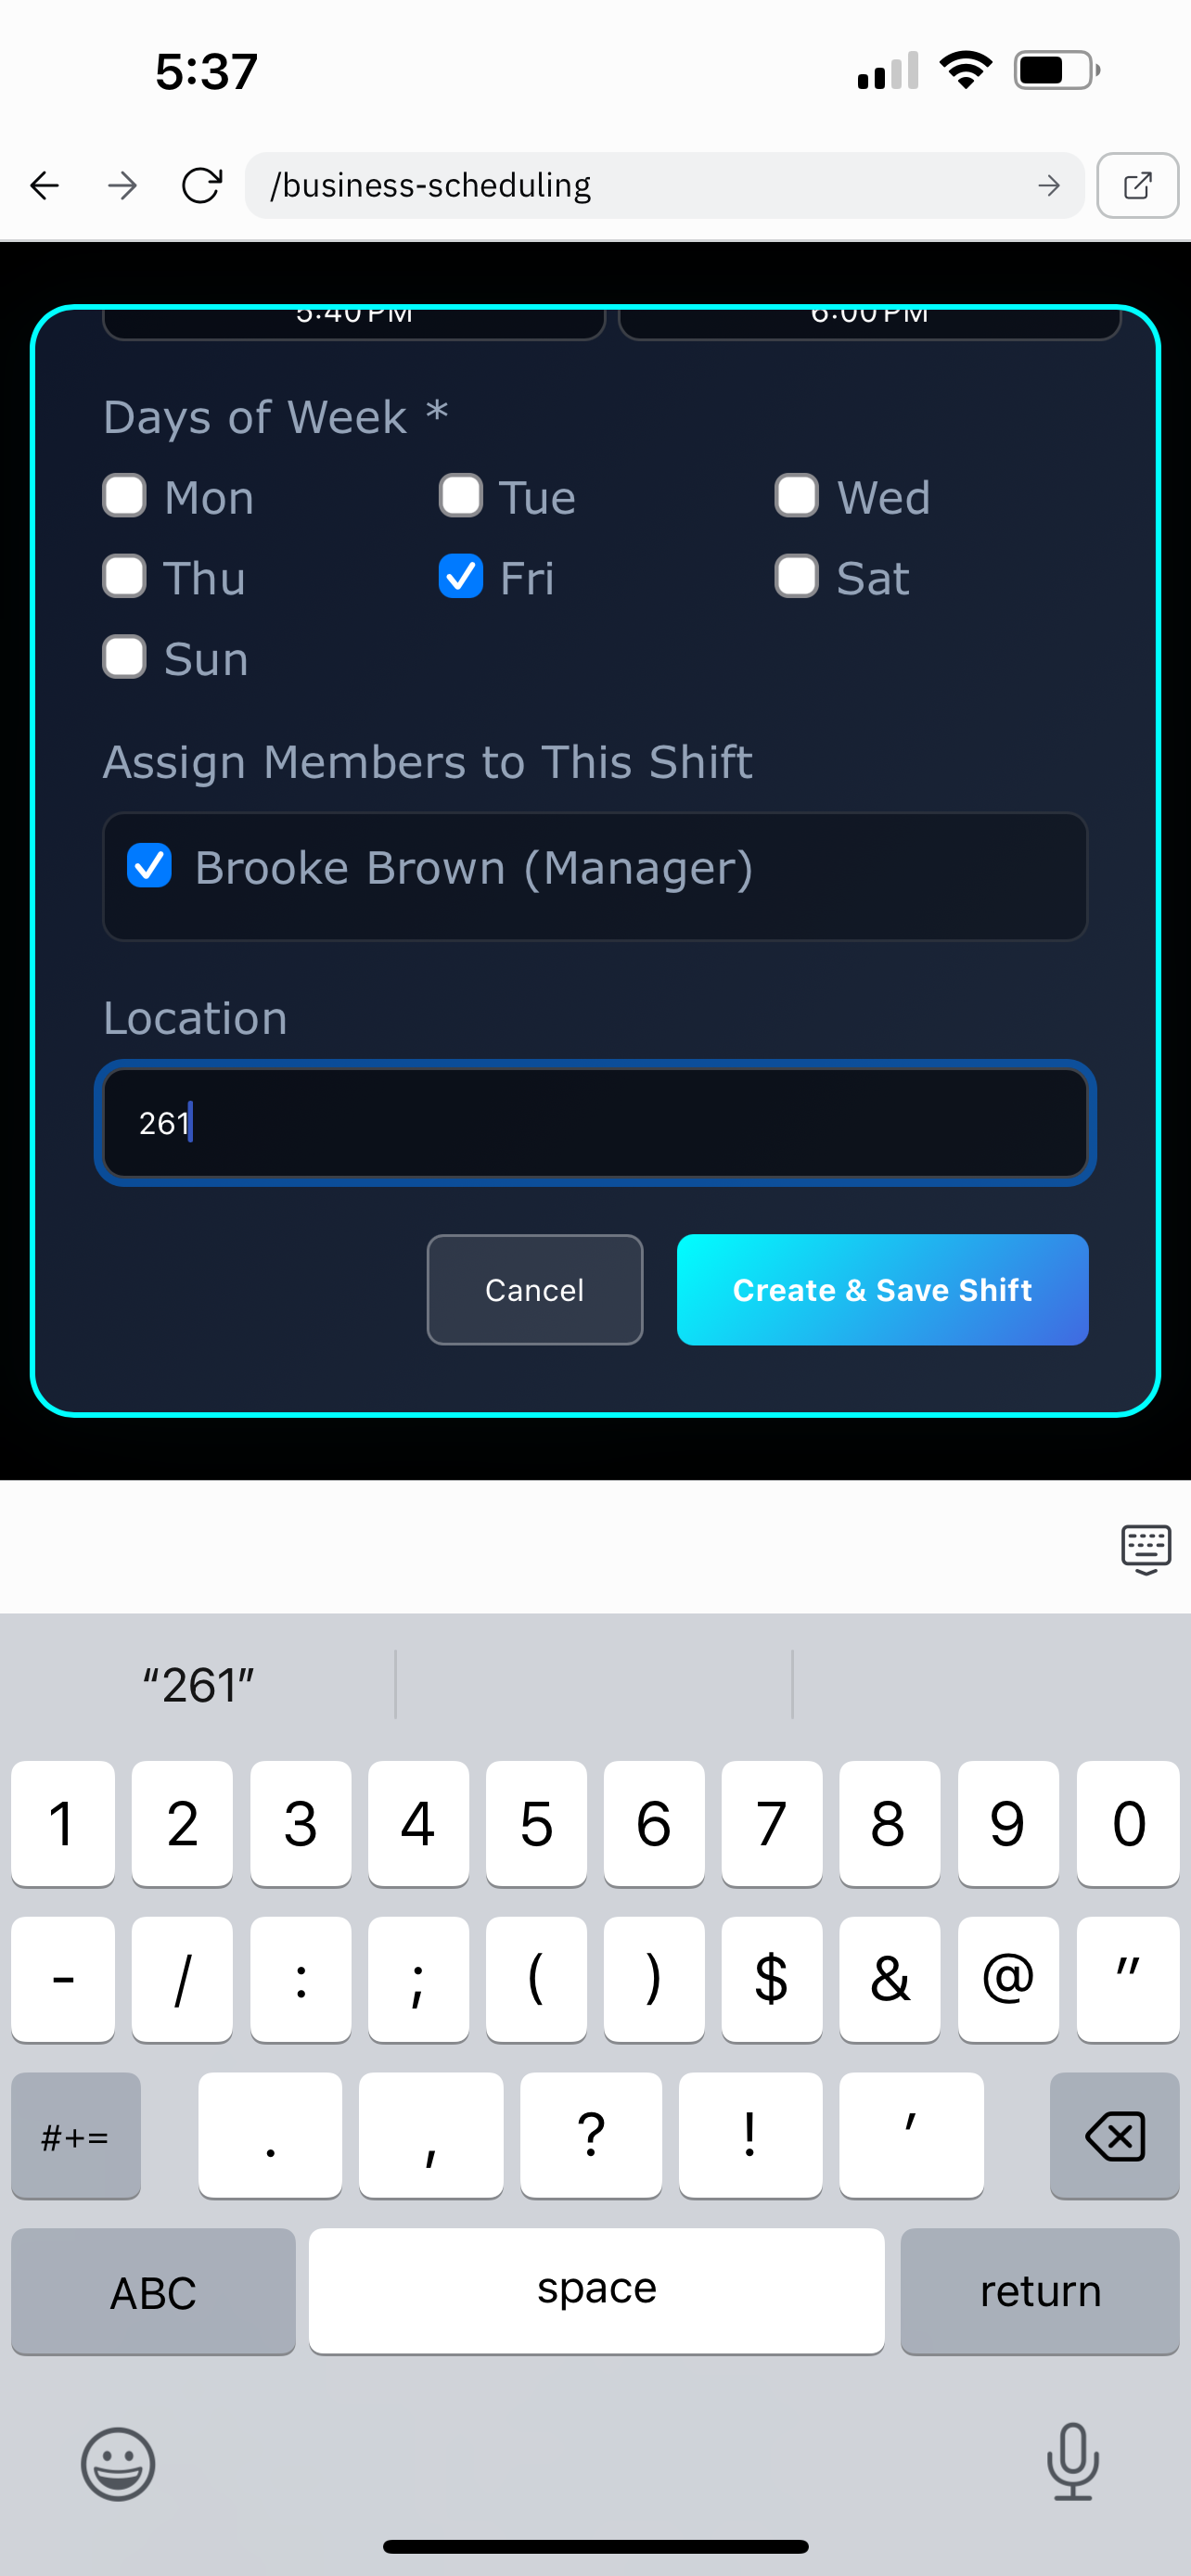 5:37
/business-scheduling
5:40 PM 6:00 PM
Days of Week *
Mon Tue Wed
Thu Fri Sat
Sun
Assign Members to This Shift
Brooke Brown (Manager)
Location
261
Cancel Create & Save Shift
“261”
1 2 3 4 5 6 7 8 9 0
- / : ; ( ) $ & @ "
#+= . , ? ! '
ABC space return